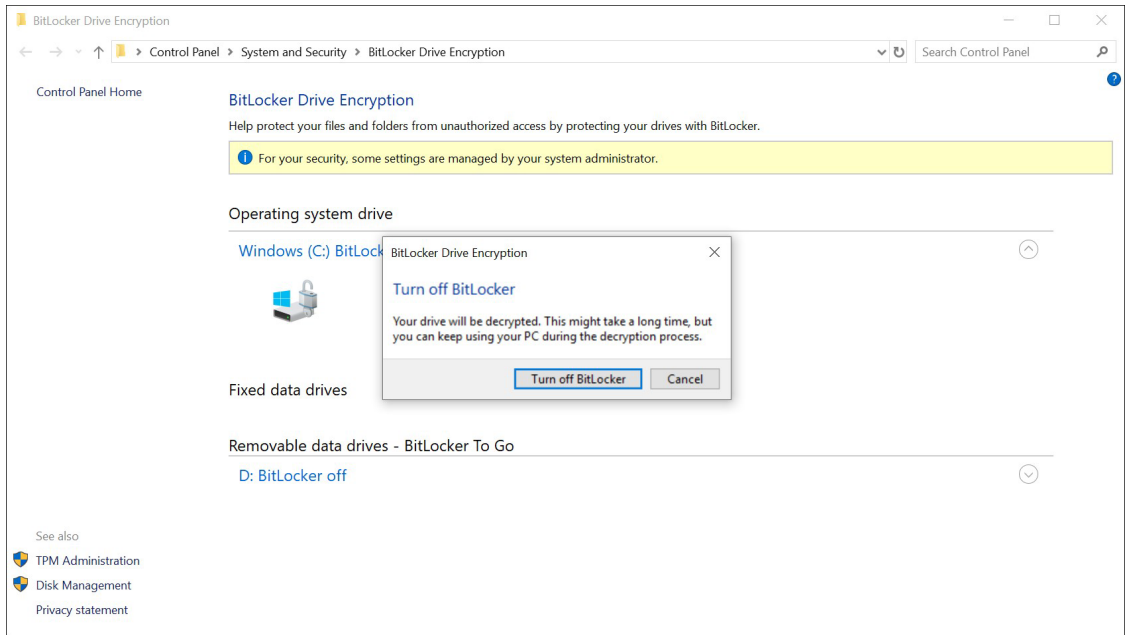 BitLocker Drive Encryption
Control Panel > System and Security > BitLocker Drive Encryption
Search Control Panel
Control Panel Home
BitLocker Drive Encryption
Help protect your files and folders from unauthorized access by protecting your drives with BitLocker.
For your security, some settings are managed by your system administrator.
Operating system drive
Windows (C:) BitLock
BitLocker Drive Encryption
Turn off BitLocker
Your drive will be decrypted. This might take a long time, but
you can keep using your PC during the decryption process.
Turn off BitLocker
Cancel
Fixed data drives
Removable data drives - BitLocker To Go
D: BitLocker off
See also
TPM Administration
Disk Management
Privacy statement